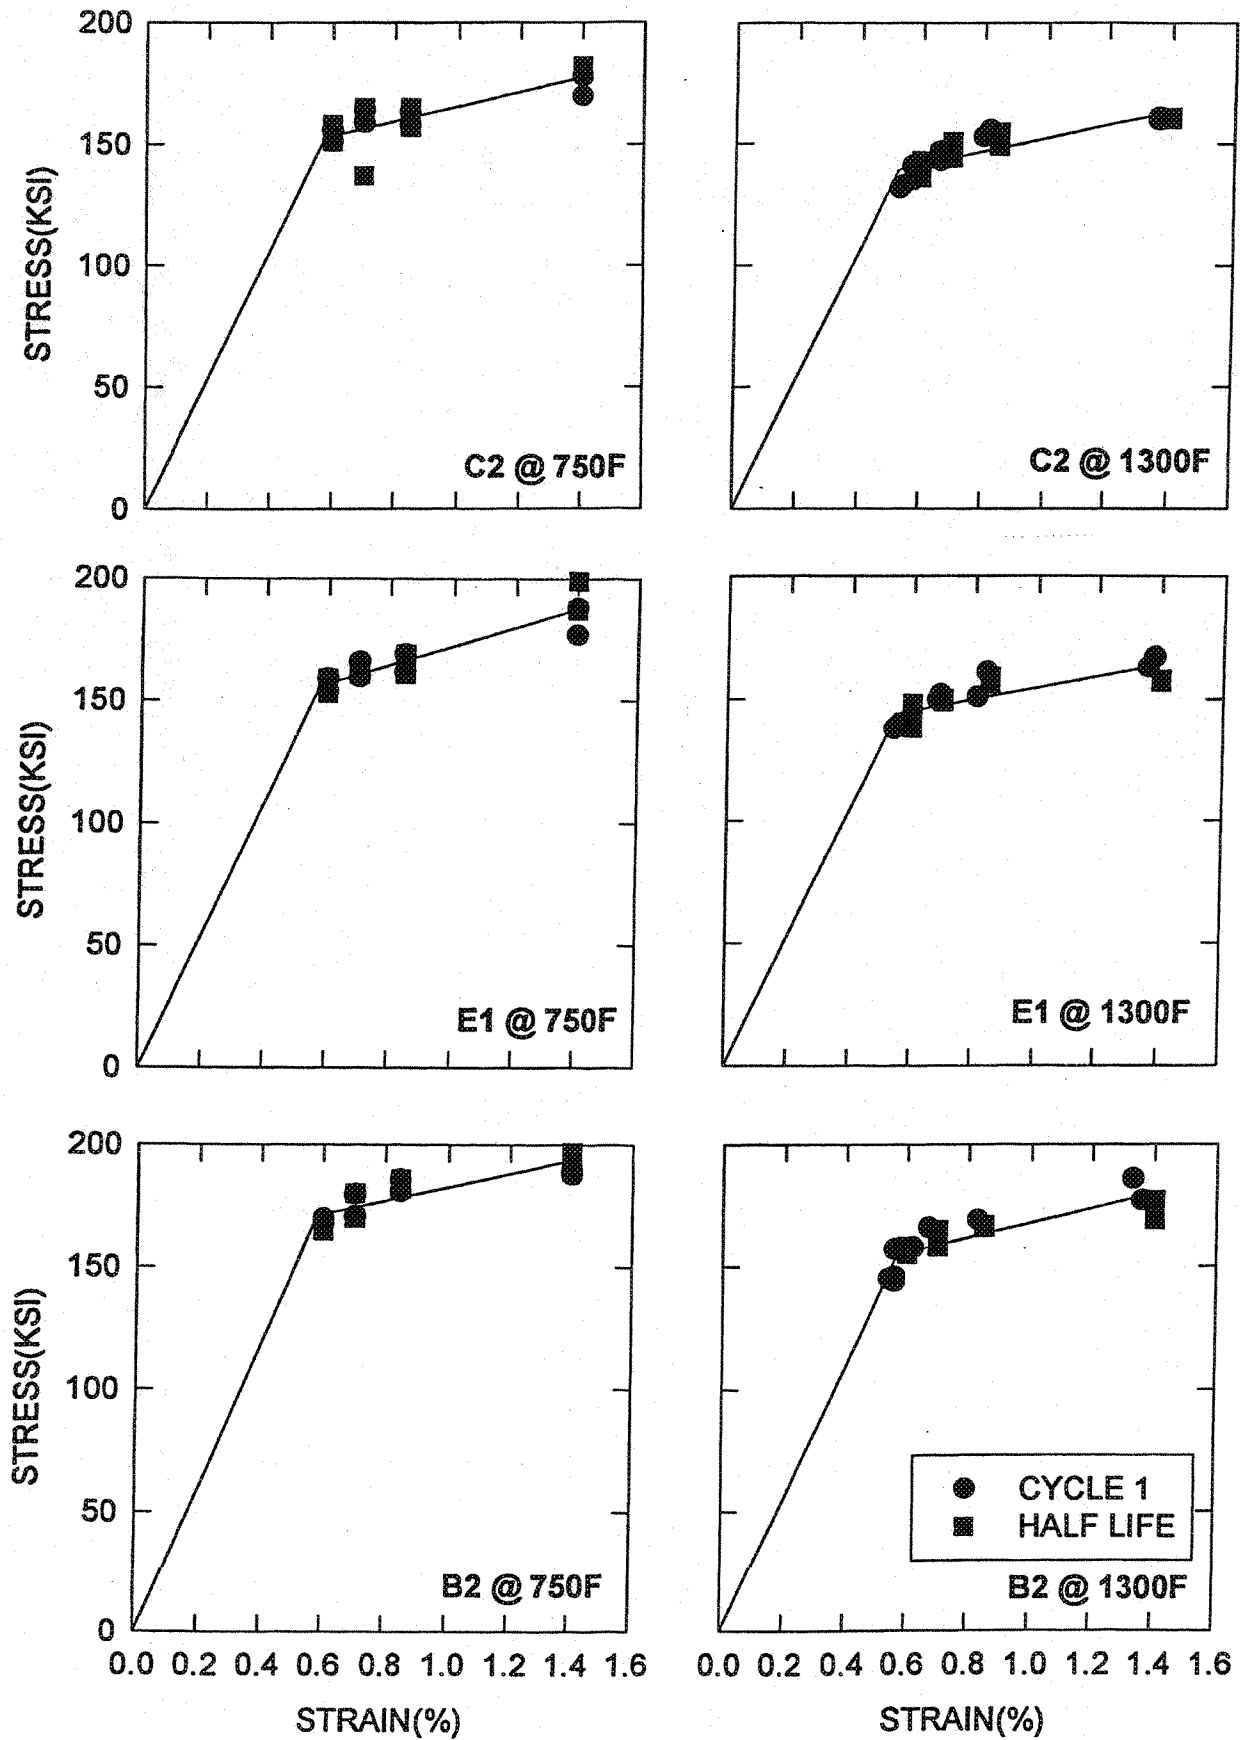 200
150
100
50
0
STRESS(KSI)
C2 @ 750F
C2 @ 1300F
200
150
100
50
0
STRESS(KSI)
E1 @ 750F
E1 @ 1300F
200
150
100
50
0
STRESS(KSI)
B2 @ 750F
CYCLE 1
HALF LIFE
B2 @ 1300F
0.0 0.2 0.4 0.6 0.8 1.0 1.2 1.4 1.6
0.0 0.2 0.4 0.6 0.8 1.0 1.2 1.4 1.6
STRAIN(%)
STRAIN(%)